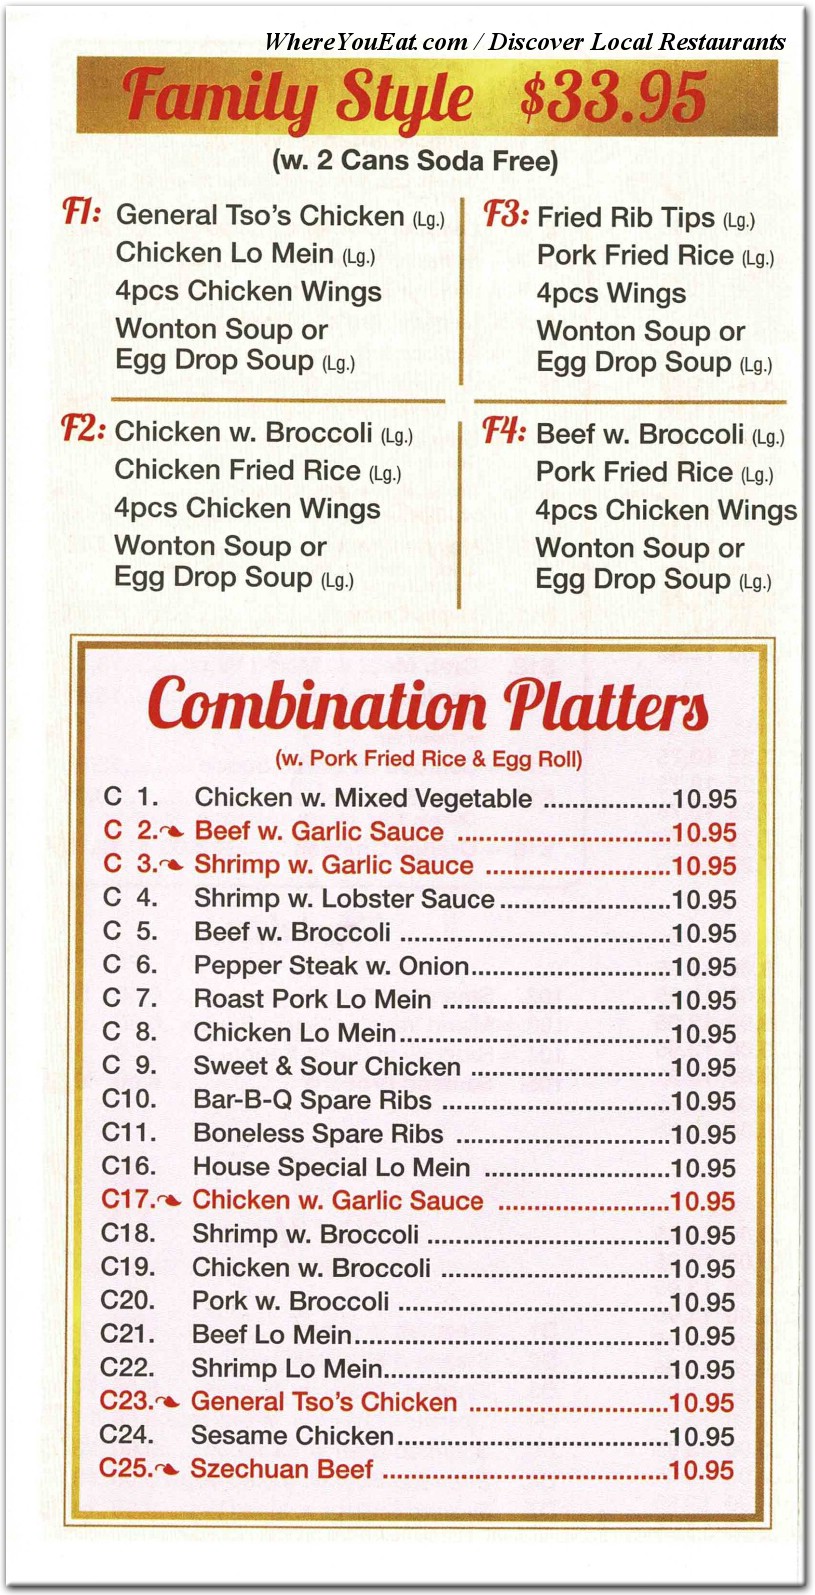 WhereYouEat.com / Discover Local Restaurants
Family Style $33.95
(w. 2 Cans Soda Free)
F1: General Tso's Chicken (Lg.)
Chicken Lo Mein (Lg.)
4pcs Chicken Wings
Wonton Soup or
Egg Drop Soup (Lg.)
F3: Fried Rib Tips (Lg.)
Pork Fried Rice (Lg.)
4pcs Wings
Wonton Soup or
Egg Drop Soup (Lg.)
F2: Chicken w. Broccoli (Lg.)
Chicken Fried Rice (Lg.)
4pcs Chicken Wings
Wonton Soup or
Egg Drop Soup (Lg.)
F4: Beef w. Broccoli (Lg.)
Pork Fried Rice (Lg.)
4pcs Chicken Wings
Wonton Soup or
Egg Drop Soup (Lg.)
Combination Platters
(w. Pork Fried Rice & Egg Roll)
C 1. Chicken w. Mixed Vegetable ..................10.95
C 2. Beef w. Garlic Sauce ..............................10.95
C 3. Shrimp w. Garlic Sauce ..........................10.95
C 4. Shrimp w. Lobster Sauce........................10.95
C 5. Beef w. Broccoli ......................................10.95
C 6. Pepper Steak w. Onion............................10.95
C 7. Roast Pork Lo Mein ................................10.95
C 8. Chicken Lo Mein......................................10.95
C 9. Sweet & Sour Chicken ............................10.95
C10. Bar-B-Q Spare Ribs ................................10.95
C11. Boneless Spare Ribs ..............................10.95
C16. House Special Lo Mein ..........................10.95
C17. Chicken w. Garlic Sauce ........................10.95
C18. Shrimp w. Broccoli ..................................10.95
C19. Chicken w. Broccoli ................................10.95
C20. Pork w. Broccoli ......................................10.95
C21. Beef Lo Mein............................................10.95
C22. Shrimp Lo Mein........................................10.95
C23. General Tso's Chicken ............................10.95
C24. Sesame Chicken......................................10.95
C25. Szechuan Beef ........................................10.95